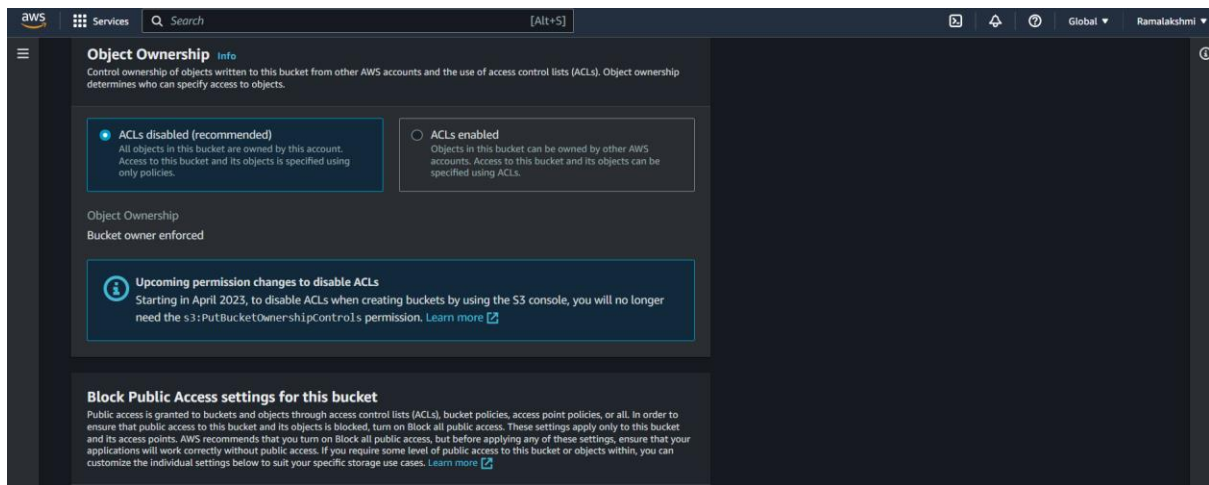 aws
Services
Search
[Alt+S]
Global
Ramalakshmi
Object Ownership Info
Control ownership of objects written to this bucket from other AWS accounts and the use of access control lists (ACLs). Object ownership
determines who can specify access to objects.
ACLs disabled (recommended)
All objects in this bucket are owned by this account.
Access to this bucket and its objects is specified using
only policies.
ACLs enabled
Objects in this bucket can be owned by other AWS
accounts. Access to this bucket and its objects can be
specified using ACLs.
Object Ownership
Bucket owner enforced
Upcoming permission changes to disable ACLs
Starting in April 2023, to disable ACLs when creating buckets by using the S3 console, you will no longer
need the s3:PutBucketOwnershipControls permission. Learn more
Block Public Access settings for this bucket
Public access is granted to buckets and objects through access control lists (ACLs), bucket policies, access point policies, or all. In order to
ensure that public access to this bucket and its objects is blocked, turn on Block all public access. These settings apply only to this bucket
and its access points. AWS recommends that you turn on Block all public access, but before applying any of these settings, ensure that your
applications will work correctly without public access. If you require some level of public access to this bucket or objects within, you can
customize the individual settings below to suit your specific storage use cases. Learn more